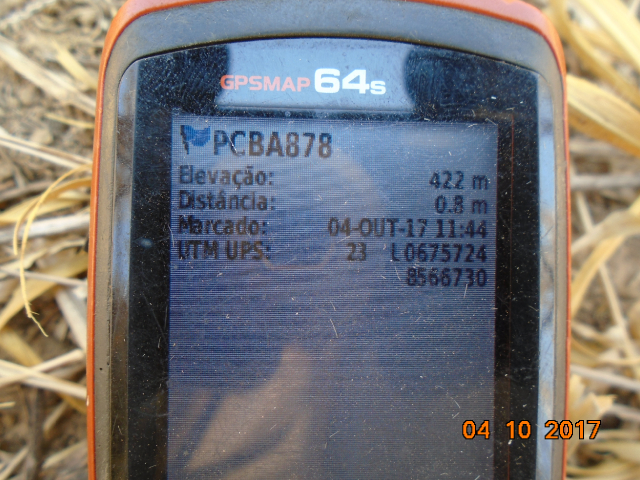 GPSMAP 64s
PCBA878
Elevação: 422 m
Distância: 0.8 m
Marcado: 04-OUT-17 11:44
UTM UPS: 23 L0675724
8566730
04 10 2017